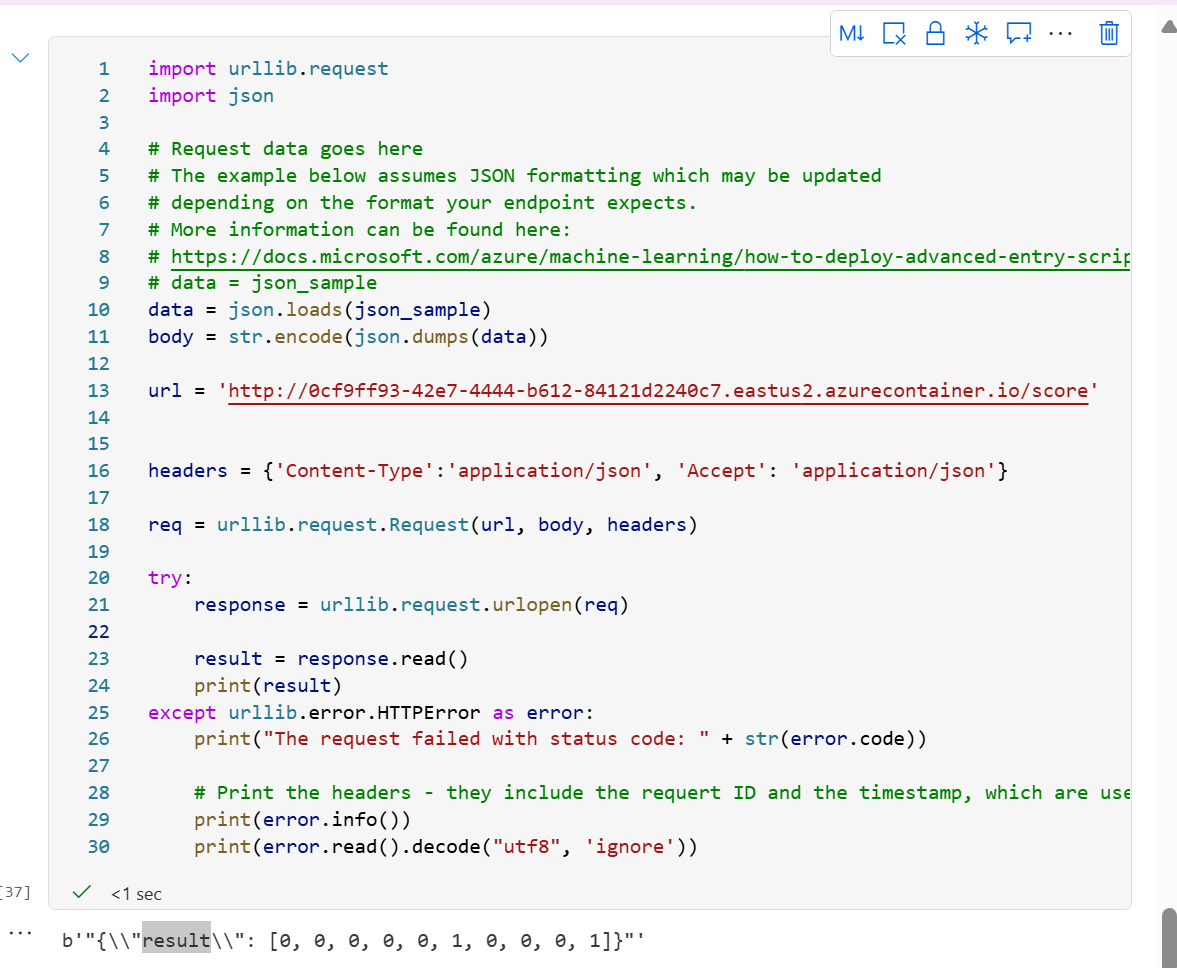 M↓
1 import urllib.request
2 import json
3
4 # Request data goes here
5 # The example below assumes JSON formatting which may be updated
6 # depending on the format your endpoint expects.
7 # More information can be found here:
8 # https://docs.microsoft.com/azure/machine-learning/how-to-deploy-advanced-entry-scrip
9 # data = json_sample
10 data = json.loads(json_sample)
11 body = str.encode(json.dumps(data))
12
13 url = 'http://0cf9ff93-42e7-4444-b612-84121d2240c7.eastus2.azurecontainer.io/score'
14
15
16 headers = {'Content-Type':'application/json', 'Accept': 'application/json'}
17
18 req = urllib.request.Request(url, body, headers)
19
20 try:
21     response = urllib.request.urlopen(req)
22
23     result = response.read()
24     print(result)
25 except urllib.error.HTTPError as error:
26     print("The request failed with status code: " + str(error.code))
27
28     # Print the headers - they include the requert ID and the timestamp, which are use
29     print(error.info())
30     print(error.read().decode("utf8", 'ignore'))
[37] <1 sec
b'"{\\"result\\": [0, 0, 0, 0, 0, 1, 0, 0, 0, 1]}"'